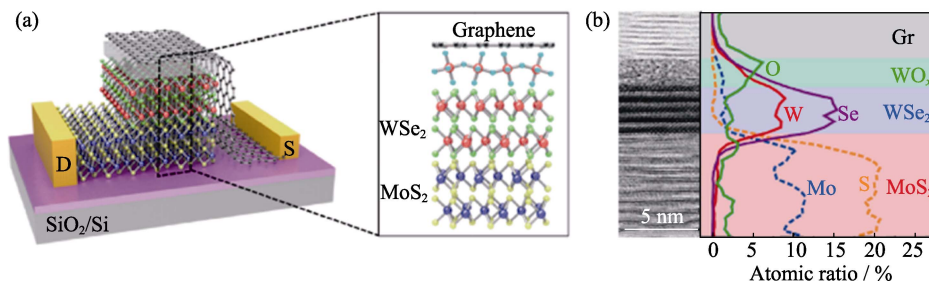 (a)
Graphene
WSe₂
MoS₂
D
S
SiO₂/Si
(b)
Gr
O
WOₓ
W
Se
WSe₂
Mo
S
MoS₂
5 nm
0 5 10 15 20 25
Atomic ratio / %